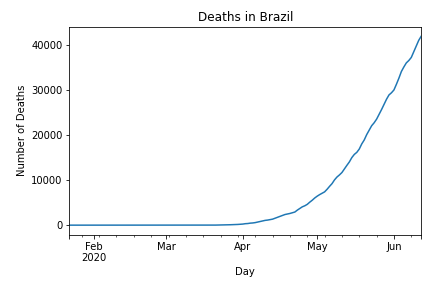 Deaths in Brazil
40000
30000
20000
10000
0
Number of Deaths
Feb
2020
Mar
Apr
May
Jun
Day